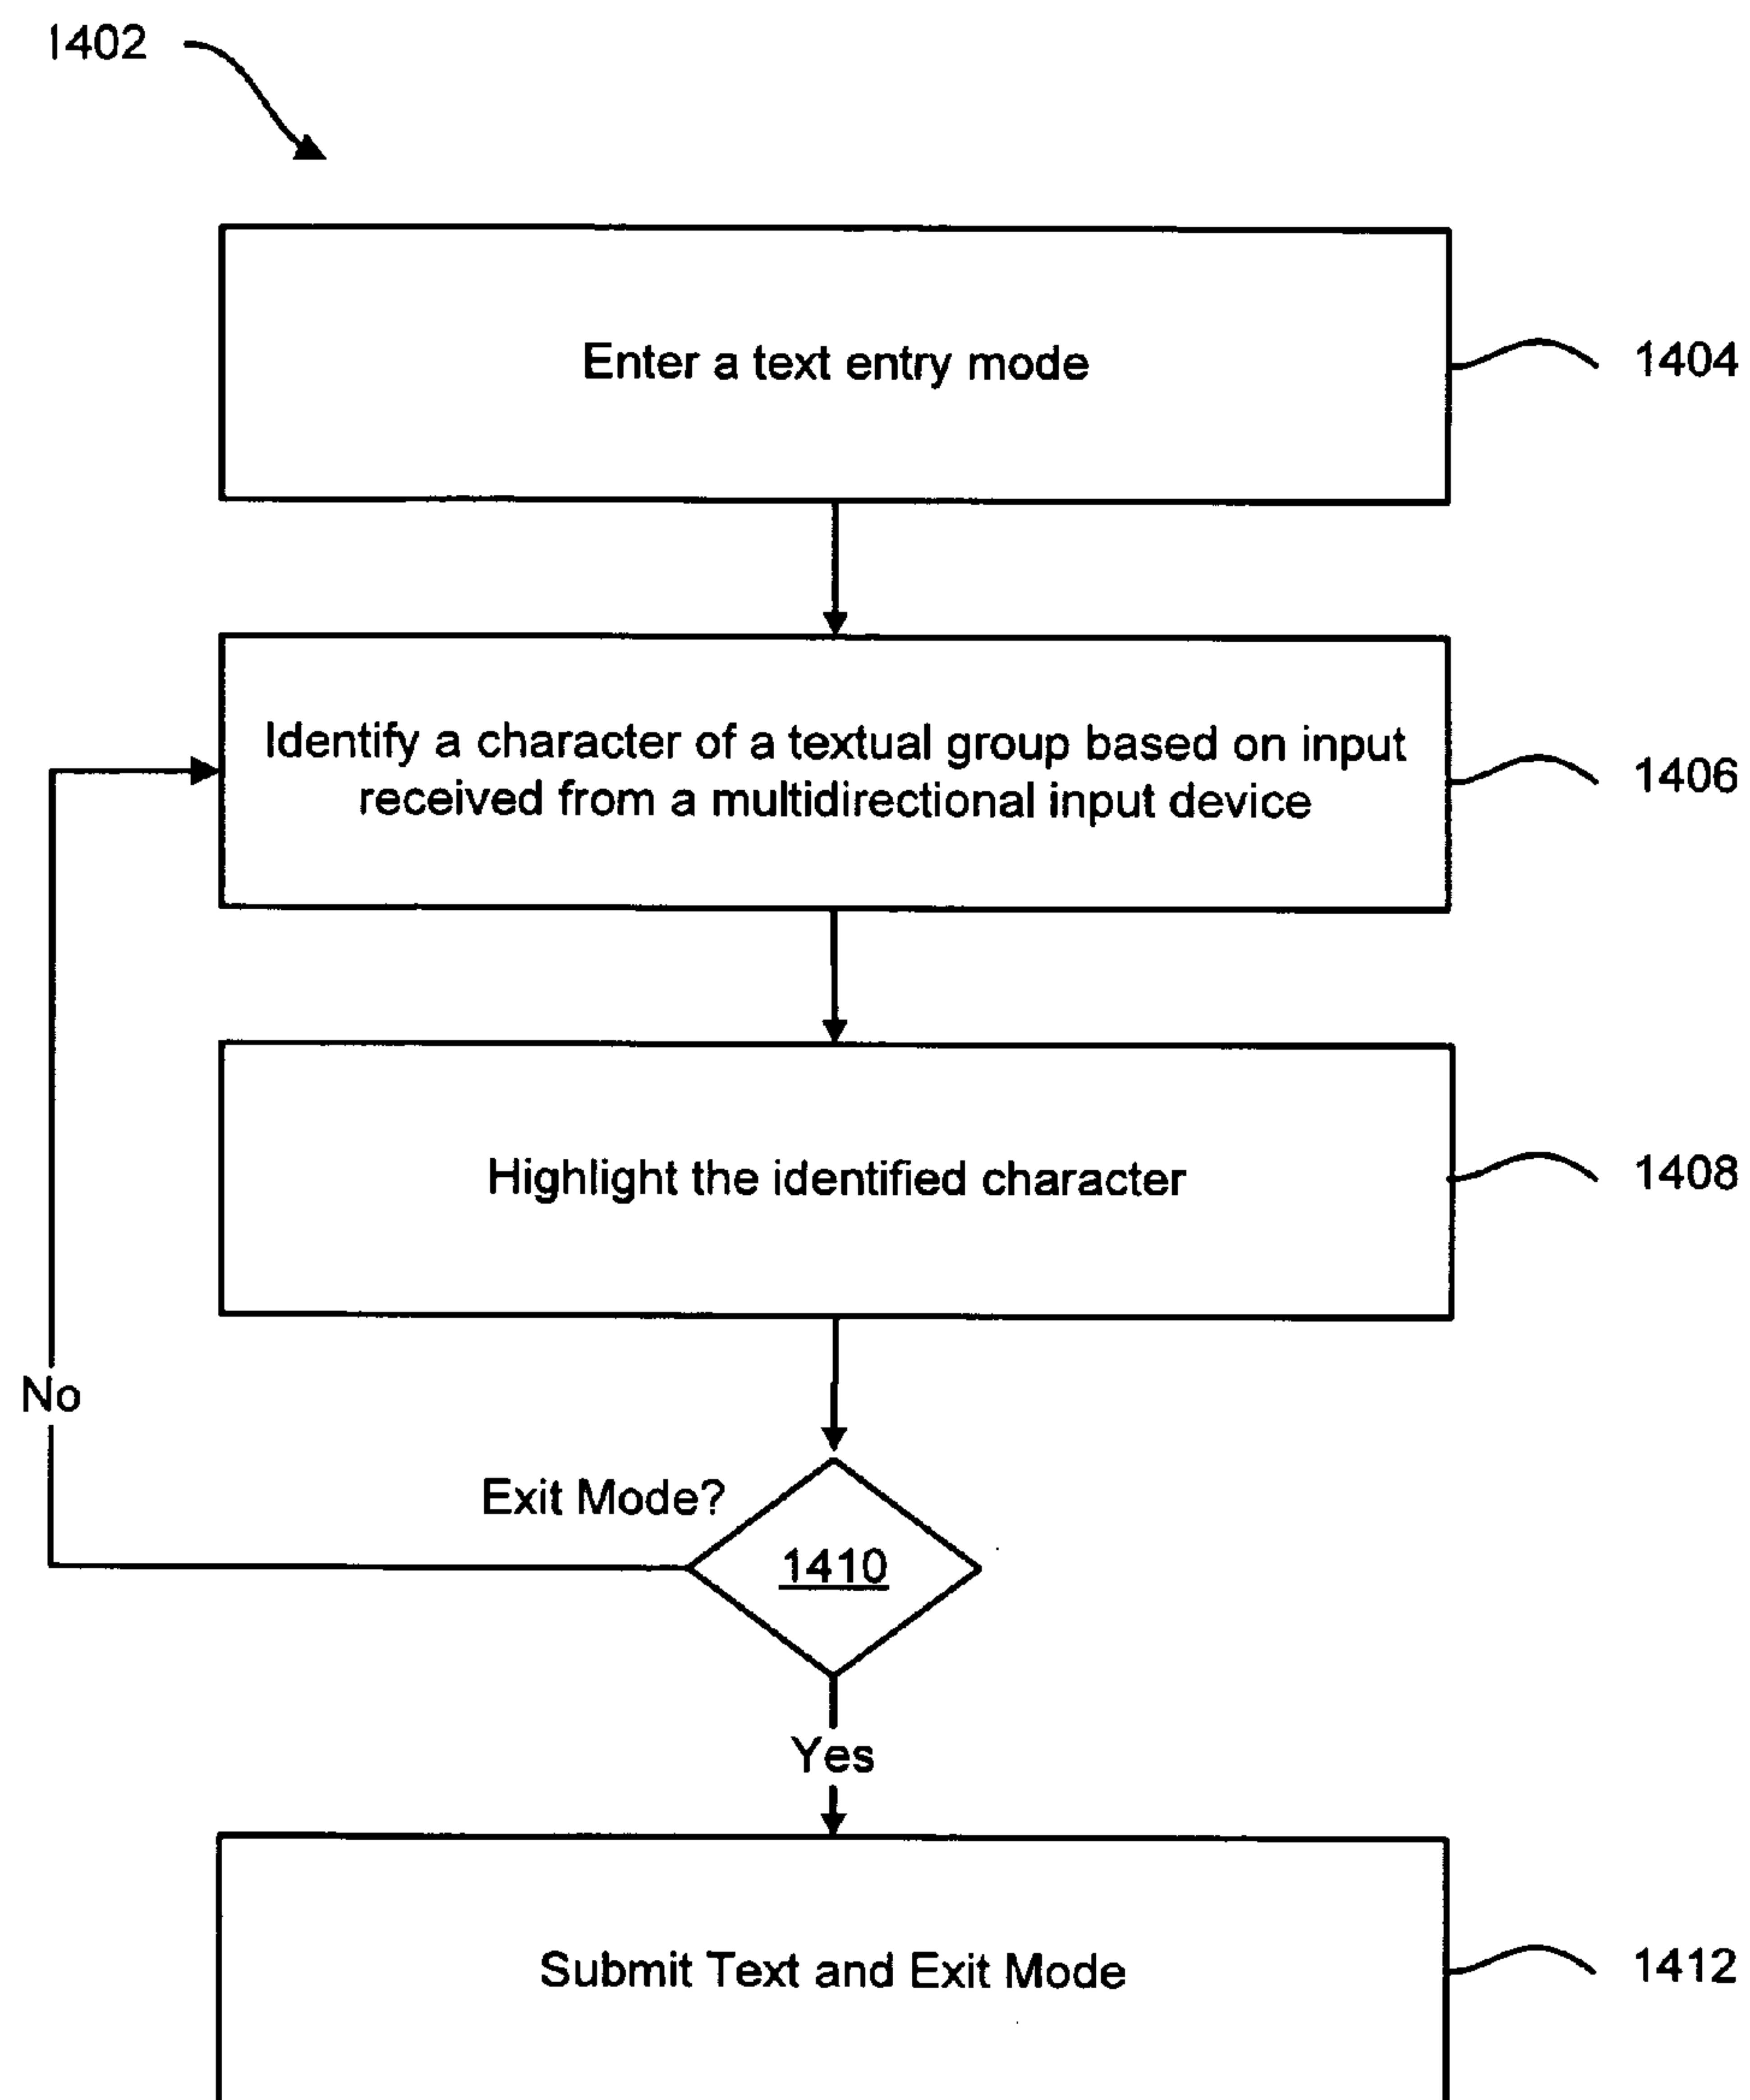 1402
Enter a text entry mode
1404
Identify a character of a textual group based on input
received from a multidirectional input device
1406
Highlight the identified character
1408
No
Exit Mode?
1410
Yes
Submit Text and Exit Mode
1412